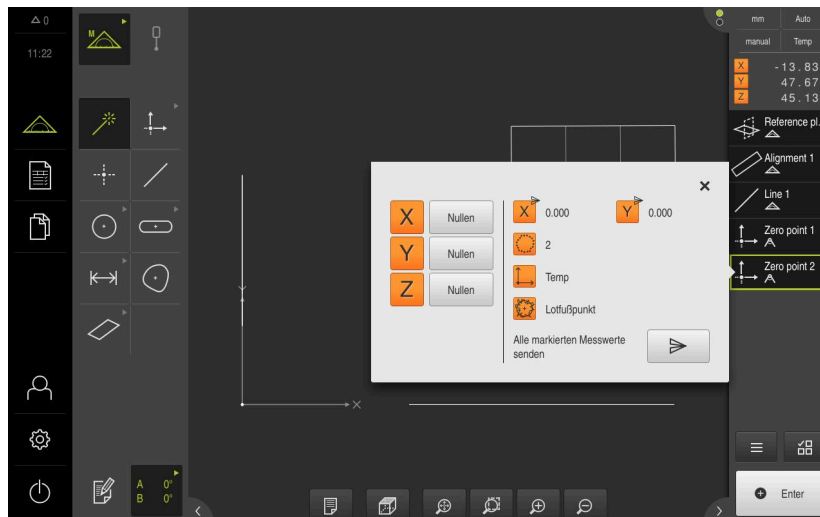 0
mm
Auto
M
11:22
manual
Temp
X
-13.83
Y
47.67
Z
45.13
Reference pl.
Alignment 1
Line 1
Zero point 1
Zero point 2
X
Nullen
X
0.000
Y
0.000
Y
Nullen
2
Z
Nullen
Temp
Lotfußpunkt
Alle markierten Messwerte
senden
Y
X
A 0°
B 0°
Enter